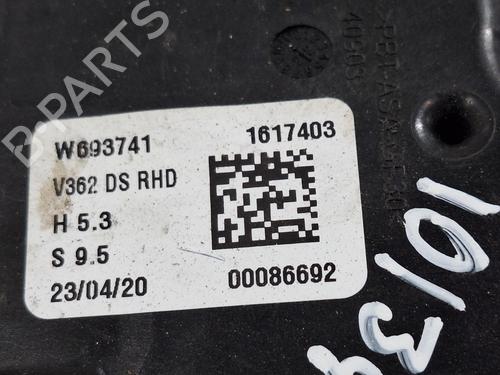 W693741 1617403
V362 DS RHD
H 5.3
S 9.5
23/04/20 00086692
B-PARTS